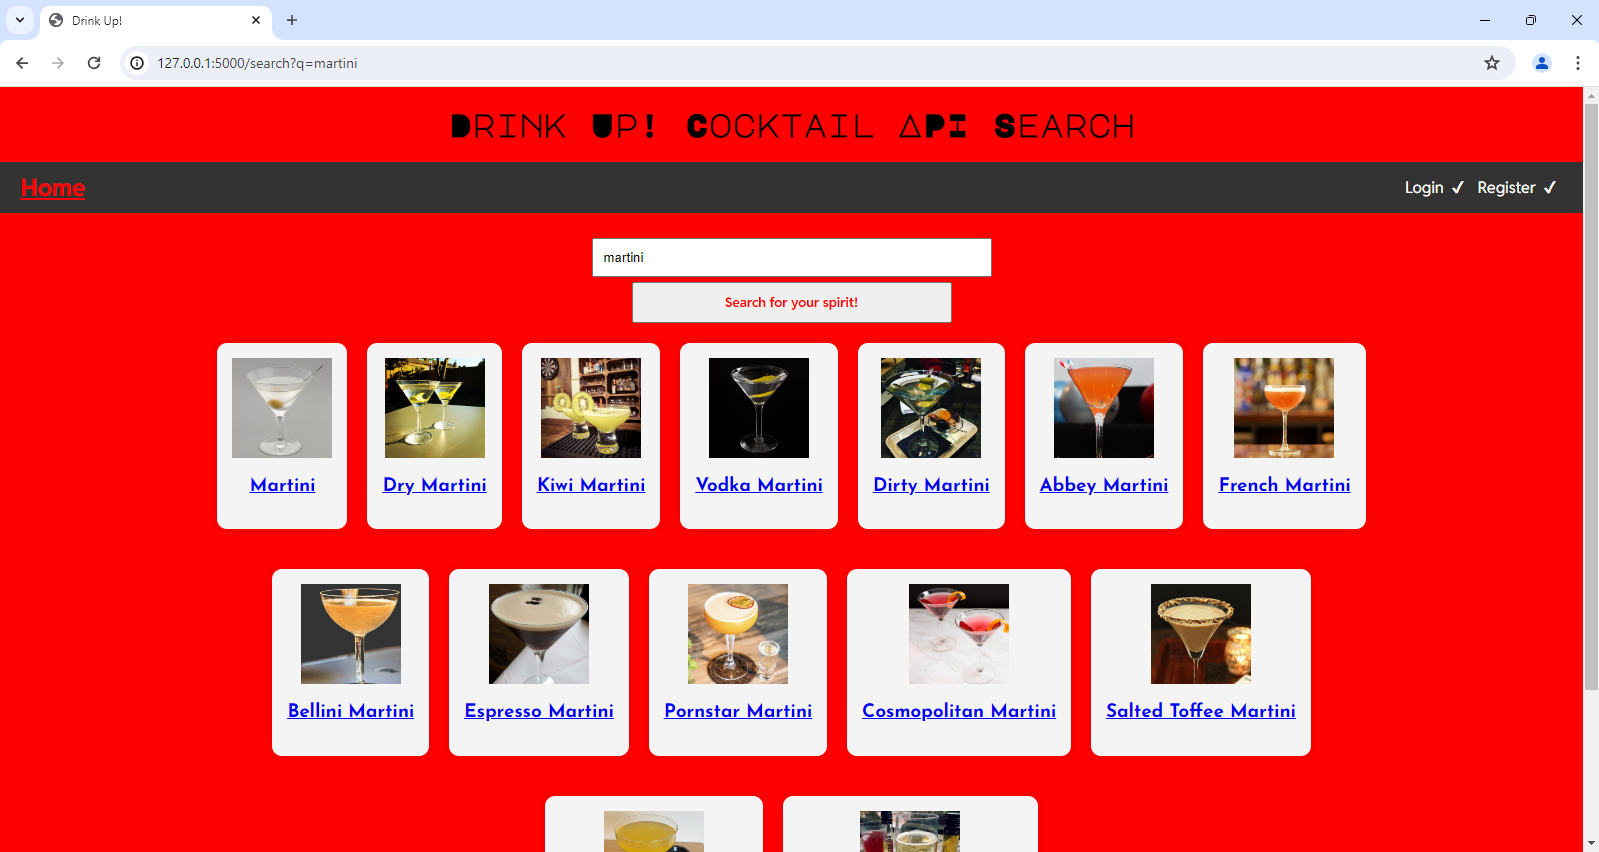 Drink Up!
127.0.0.1:5000/search?q=martini
Drink Up! Cocktail API Search
Home
Login ✓ Register ✓
martini
Search for your spirit!
Martini
Dry Martini
Kiwi Martini
Vodka Martini
Dirty Martini
Abbey Martini
French Martini
Bellini Martini
Espresso Martini
Pornstar Martini
Cosmopolitan Martini
Salted Toffee Martini